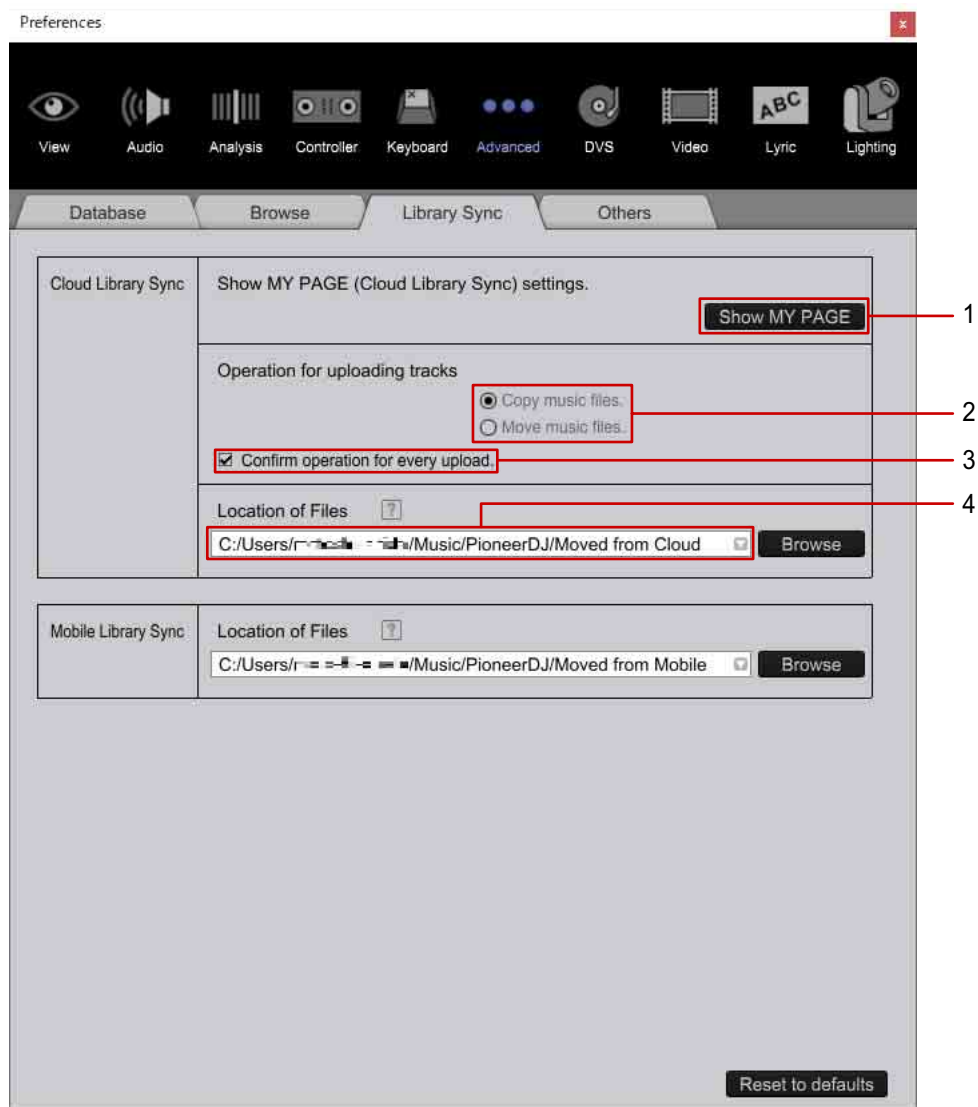 Preferences
x
View Audio Analysis Controller Keyboard Advanced DVS Video ABC Lyric Lighting
Database Browse Library Sync Others
Cloud Library Sync
Show MY PAGE (Cloud Library Sync) settings.
Show MY PAGE
1
Operation for uploading tracks
Copy music files.
Move music files.
2
Confirm operation for every upload.
3
4
Location of Files ?
C:/Users/ /Music/PioneerDJ/Moved from Cloud
Browse
Mobile Library Sync
Location of Files ?
C:/Users/ /Music/PioneerDJ/Moved from Mobile
Browse
Reset to defaults